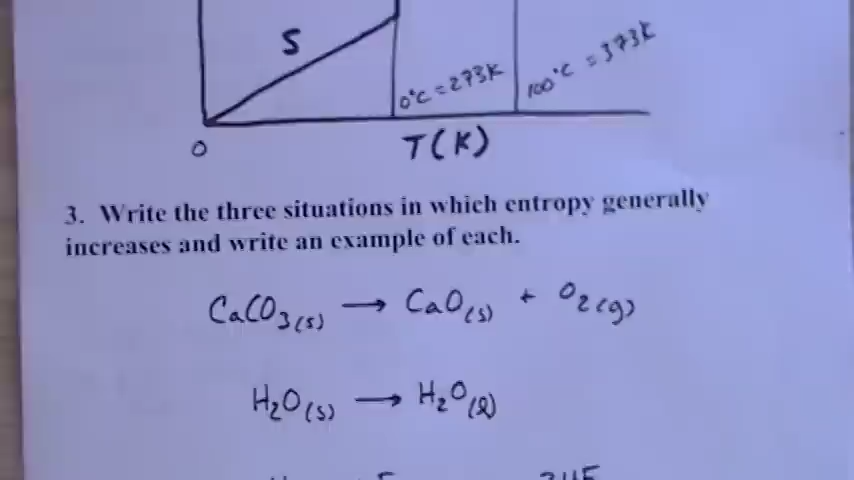 S
0°C = 273K
100°C = 373K
0
T(K)
3. Write the three situations in which entropy generally
increases and write an example of each.
CaCO3(s) → CaO(s) + O2(g)
H2O(s) → H2O(l)